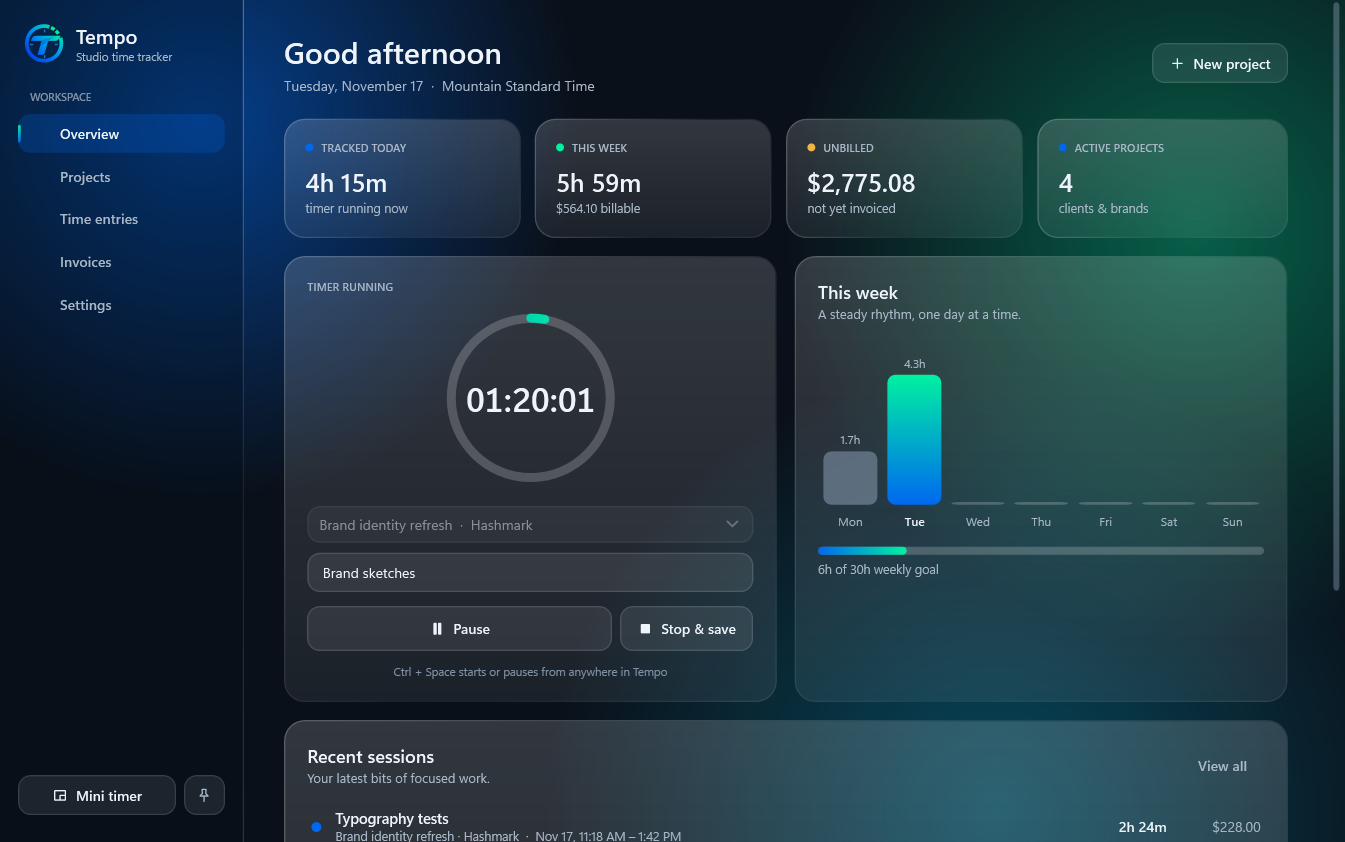 Tempo
Studio time tracker
WORKSPACE
Overview
Projects
Time entries
Invoices
Settings
Mini timer
Good afternoon
Tuesday, November 17 · Mountain Standard Time
+ New project
TRACKED TODAY
4h 15m
timer running now
THIS WEEK
5h 59m
$564.10 billable
UNBILLED
$2,775.08
not yet invoiced
ACTIVE PROJECTS
4
clients & brands
TIMER RUNNING
01:20:01
Brand identity refresh · Hashmark
Brand sketches
Pause
Stop & save
Ctrl + Space starts or pauses from anywhere in Tempo
This week
A steady rhythm, one day at a time.
4.3h
1.7h
Mon Tue Wed Thu Fri Sat Sun
6h of 30h weekly goal
Recent sessions
Your latest bits of focused work.
View all
Typography tests
Brand identity refresh · Hashmark · Nov 17, 11:18 AM – 1:42 PM
2h 24m
$228.00